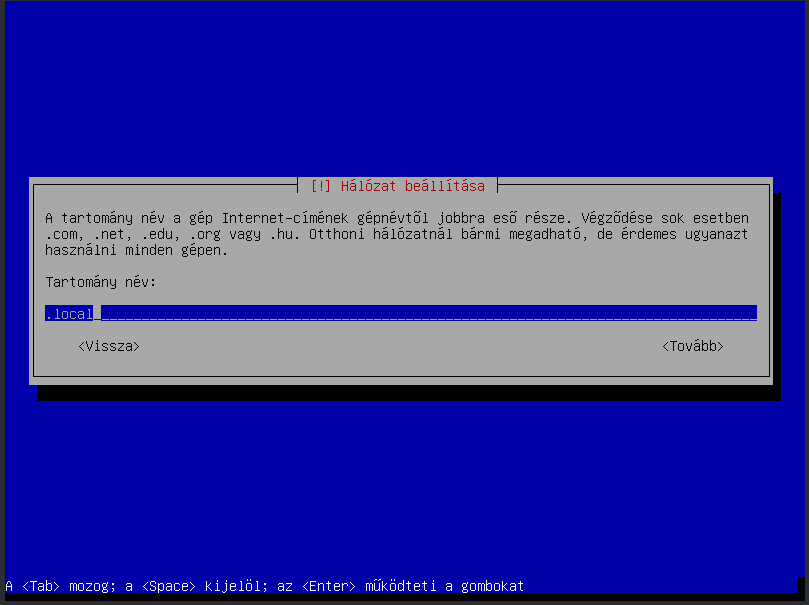 [!] Hálózat beállítása
A tartomány név a gép Internet-címének gépnévtől jobbra eső része. Végződése sok esetben
.com, .net, .edu, .org vagy .hu. Otthoni hálózatnál bármi megadható, de érdemes ugyanazt
használni minden gépen.
Tartomány név:
.local
<Vissza> <Tovább>
A <Tab> mozog; a <Space> kijelöl; az <Enter> működteti a gombokat